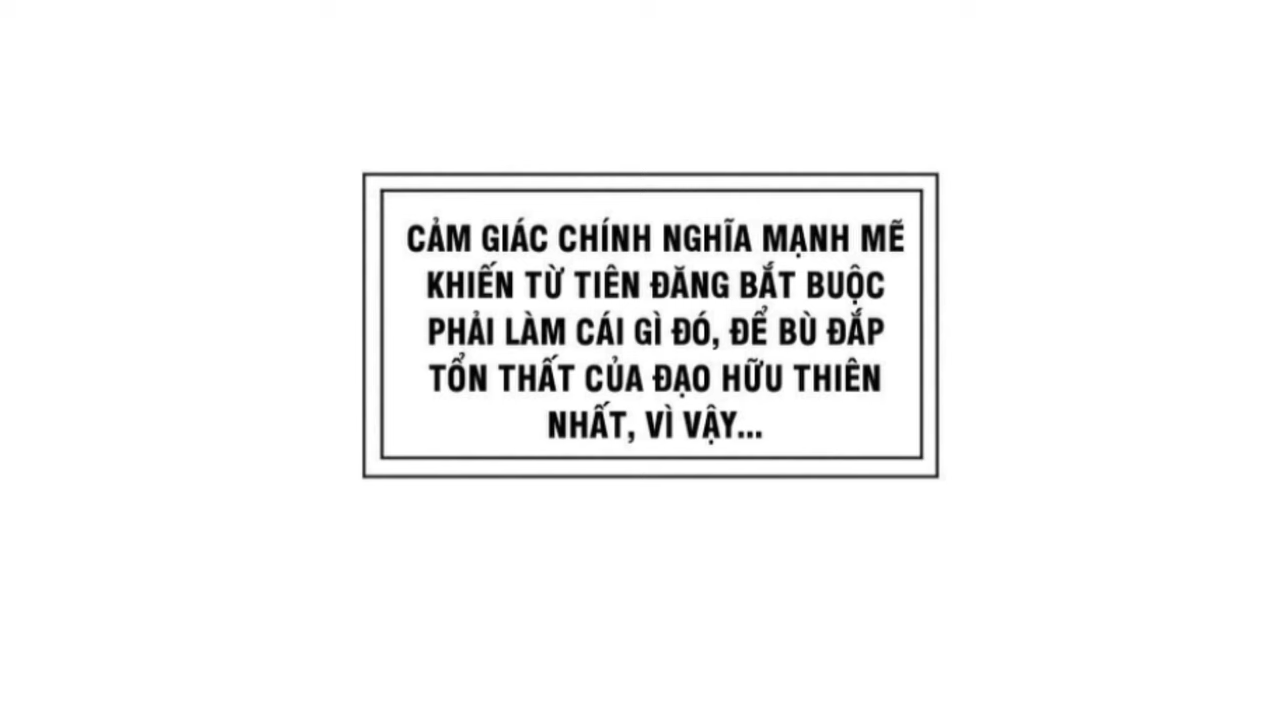 CẢM GIÁC CHÍNH NGHĨA MẠNH MẼ
KHIẾN TỪ TIÊN ĐĂNG BẮT BUỘC
PHẢI LÀM CÁI GÌ ĐÓ, ĐỂ BÙ ĐẮP
TỔN THẤT CỦA ĐẠO HỮU THIÊN
NHẤT, VÌ VẬY...